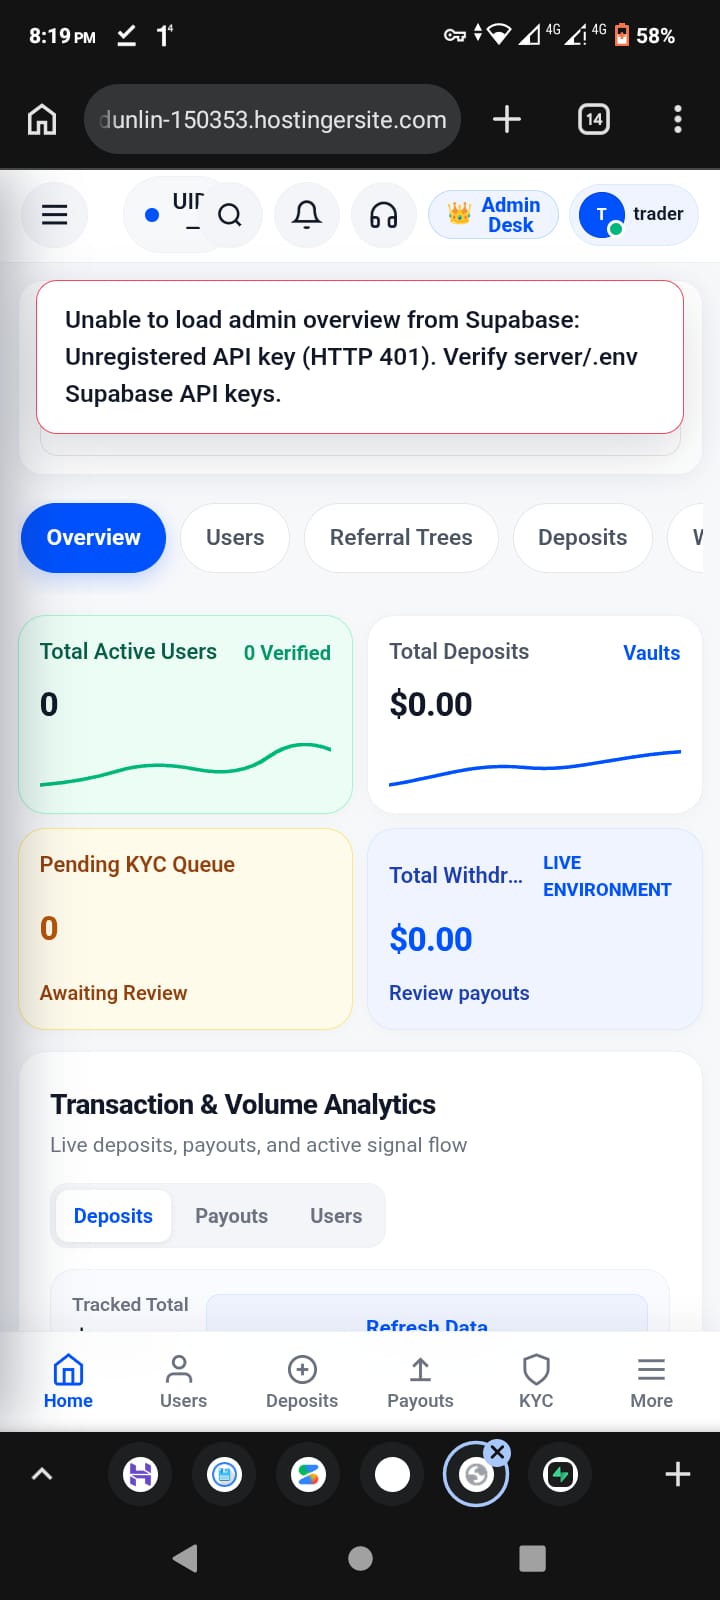 8:19 PM
4G 4G 58%
dunlin-150353.hostingersite.com
14
Admin
Desk
T trader
Unable to load admin overview from Supabase:
Unregistered API key (HTTP 401). Verify server/.env
Supabase API keys.
Overview Users Referral Trees Deposits
Total Active Users 0 Verified
0
Total Deposits Vaults
$0.00
Pending KYC Queue
0
Awaiting Review
Total Withdr... LIVE
ENVIRONMENT
$0.00
Review payouts
Transaction & Volume Analytics
Live deposits, payouts, and active signal flow
Deposits Payouts Users
Tracked Total
Refresh Data
Home Users Deposits Payouts KYC More